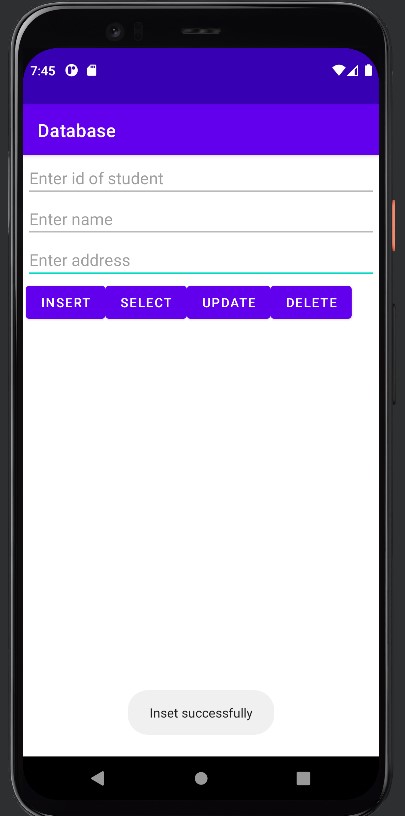 7:45
Database
Enter id of student
Enter name
Enter address
INSERT SELECT UPDATE DELETE
Inset successfully